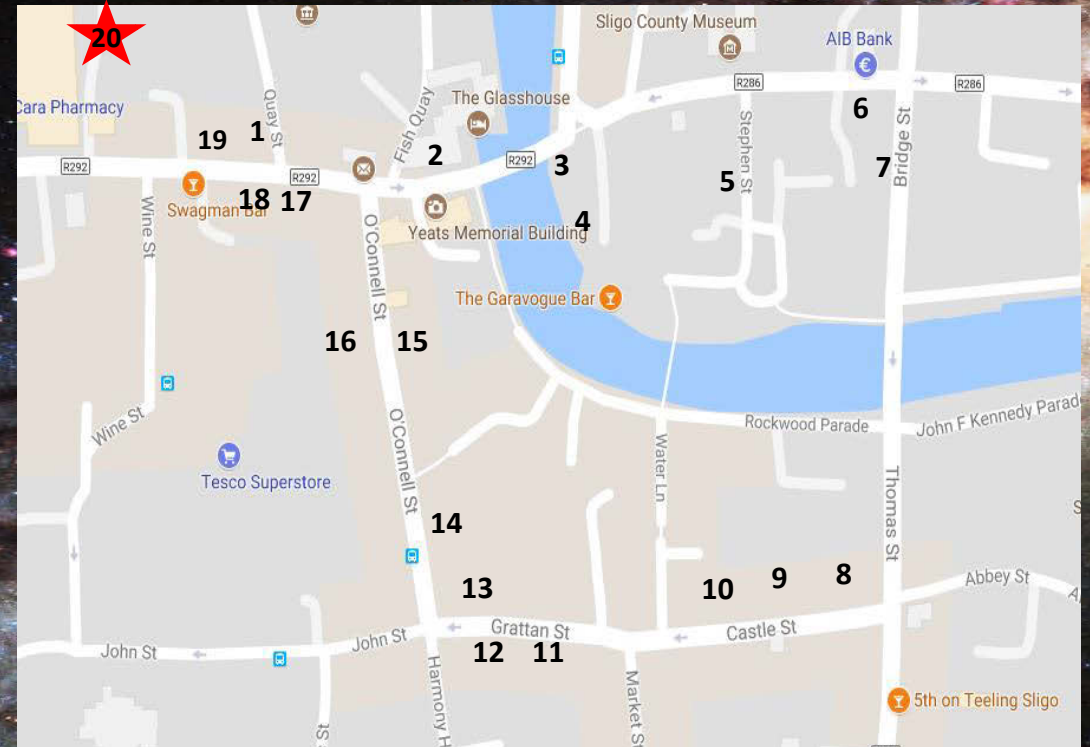 20
Sligo County Museum
AIB Bank
€
R286
R286
Cara Pharmacy
The Glasshouse
Quay St
Fish Quay
6
19
1
2
R292
3
Stephen St
5
7
Bridge St
R292
R292
18
17
Swagman Bar
Wine St
O'Connell St
4
Yeats Memorial Building
The Garavogue Bar
16
15
Wine St
O'Connell St
Rockwood Parade
John F Kennedy Parad
Tesco Superstore
Water Ln
Thomas St
S
14
13
10
9
8
Abbey St
A
Grattan St
Castle St
John St
John St
12
11
Harmony H
Market St
St
5th on Teeling Sligo